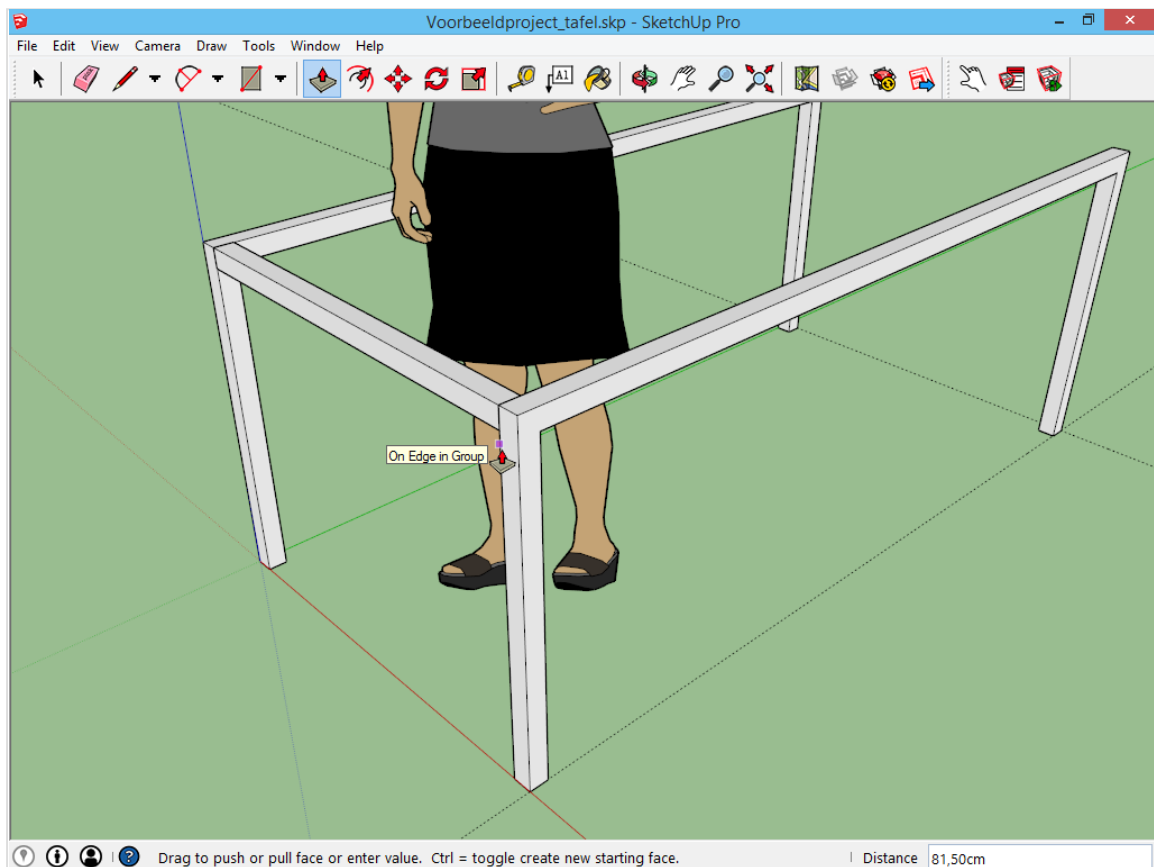 Voorbeeldproject_tafel.skp - SketchUp Pro
File Edit View Camera Draw Tools Window Help
A1
On Edge in Group
Drag to push or pull face or enter value. Ctrl = toggle create new starting face.
Distance 81,50cm